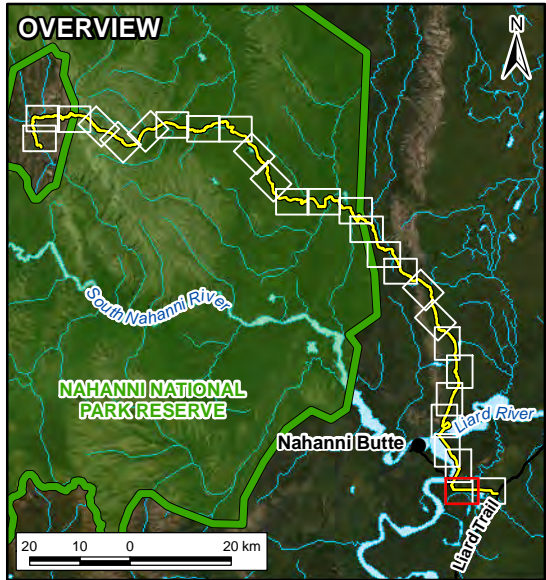 OVERVIEW
N
South Nahanni River
NAHANNI NATIONAL
PARK RESERVE
Liard River
Nahanni Butte
Liard Trail
20 10 0 20 km